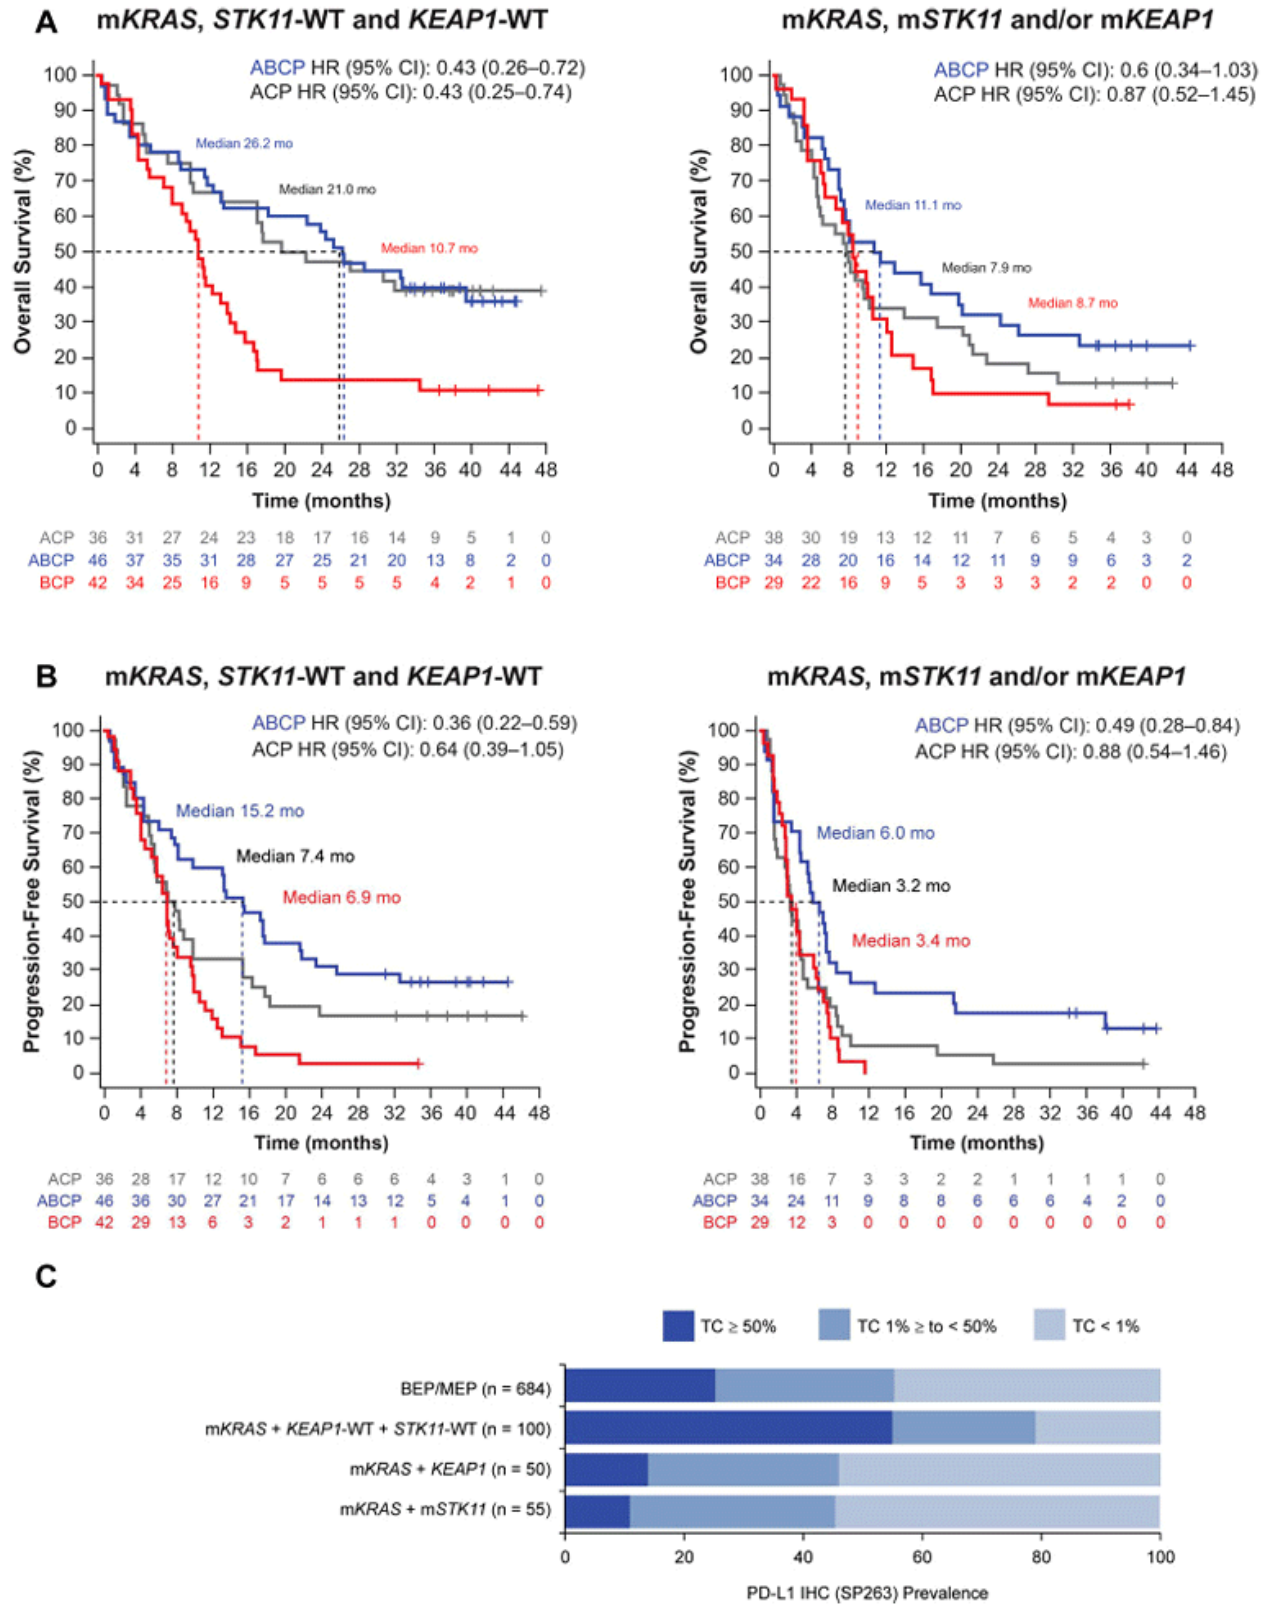 A
mKRAS, STK11-WT and KEAP1-WT
ABCP HR (95% CI): 0.43 (0.26–0.72)
ACP HR (95% CI): 0.43 (0.25–0.74)
Overall Survival (%)
100
90
80
70
60
50
40
30
20
10
0
Median 26.2 mo
Median 21.0 mo
Median 10.7 mo
0 4 8 12 16 20 24 28 32 36 40 44 48
Time (months)
ACP 36 31 27 24 23 18 17 16 14 9 5 1 0
ABCP 46 37 35 31 28 27 25 21 20 13 8 2 0
BCP 42 34 25 16 9 5 5 5 5 4 2 1 0
mKRAS, mSTK11 and/or mKEAP1
ABCP HR (95% CI): 0.6 (0.34–1.03)
ACP HR (95% CI): 0.87 (0.52–1.45)
Overall Survival (%)
100
90
80
70
60
50
40
30
20
10
0
Median 11.1 mo
Median 7.9 mo
Median 8.7 mo
0 4 8 12 16 20 24 28 32 36 40 44 48
Time (months)
ACP 38 30 19 13 12 11 7 6 5 4 3 0
ABCP 34 28 20 16 14 12 11 9 9 6 3 2
BCP 29 22 16 9 5 3 3 3 2 2 0 0
B
mKRAS, STK11-WT and KEAP1-WT
ABCP HR (95% CI): 0.36 (0.22–0.59)
ACP HR (95% CI): 0.64 (0.39–1.05)
Progression-Free Survival (%)
100
90
80
70
60
50
40
30
20
10
0
Median 15.2 mo
Median 7.4 mo
Median 6.9 mo
0 4 8 12 16 20 24 28 32 36 40 44 48
Time (months)
ACP 36 28 17 12 10 7 6 6 6 4 3 1 0
ABCP 46 36 30 27 21 17 14 13 12 5 4 1 0
BCP 42 29 13 6 3 2 1 1 1 0 0 0 0
mKRAS, mSTK11 and/or mKEAP1
ABCP HR (95% CI): 0.49 (0.28–0.84)
ACP HR (95% CI): 0.88 (0.54–1.46)
Progression-Free Survival (%)
100
90
80
70
60
50
40
30
20
10
0
Median 6.0 mo
Median 3.2 mo
Median 3.4 mo
0 4 8 12 16 20 24 28 32 36 40 44 48
Time (months)
ACP 38 16 7 3 3 2 2 1 1 1 1 0
ABCP 34 24 11 9 8 8 6 6 6 4 2 0
BCP 29 12 3 0 0 0 0 0 0 0 0 0
C
TC ≥ 50% TC 1% ≥ to < 50% TC < 1%
BEP/MEP (n = 684)
mKRAS + KEAP1-WT + STK11-WT (n = 100)
mKRAS + KEAP1 (n = 50)
mKRAS + mSTK11 (n = 55)
0 20 40 60 80 100
PD-L1 IHC (SP263) Prevalence